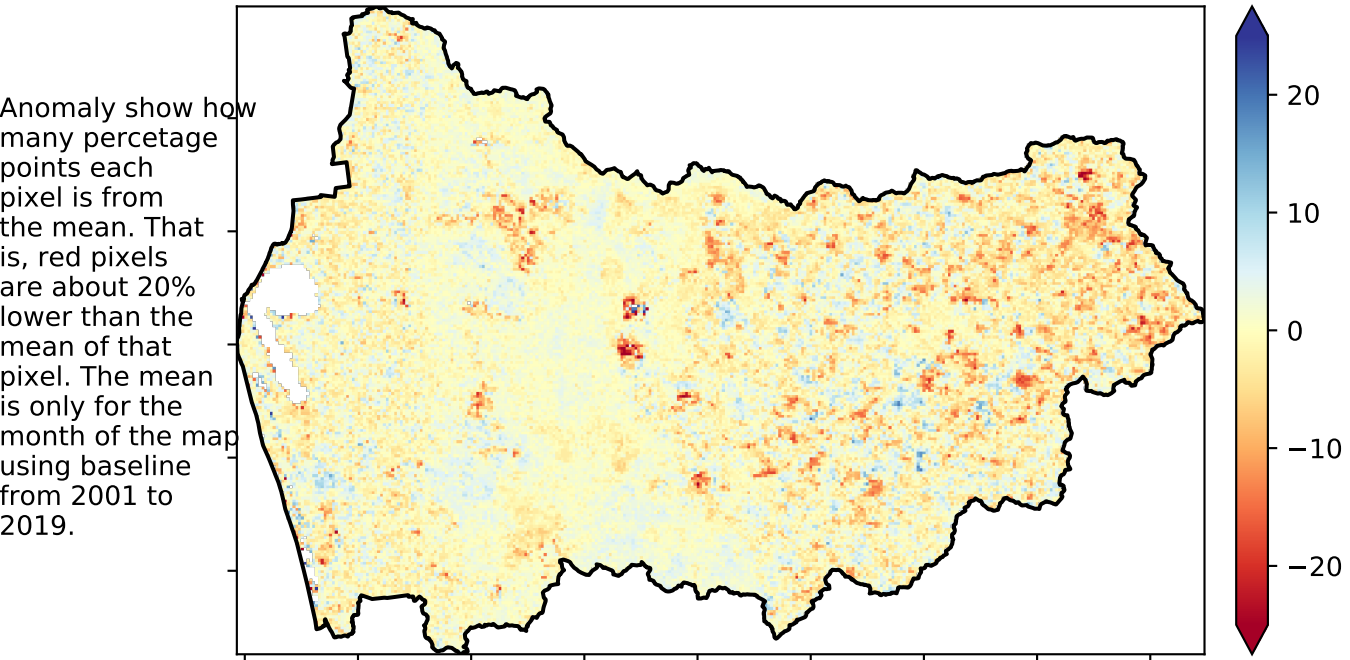 Anomaly show how
many percetage
points each
pixel is from
the mean. That
is, red pixels
are about 20%
lower than the
mean of that
pixel. The mean
is only for the
month of the map
using baseline
from 2001 to
2019.
20
10
0
−10
−20